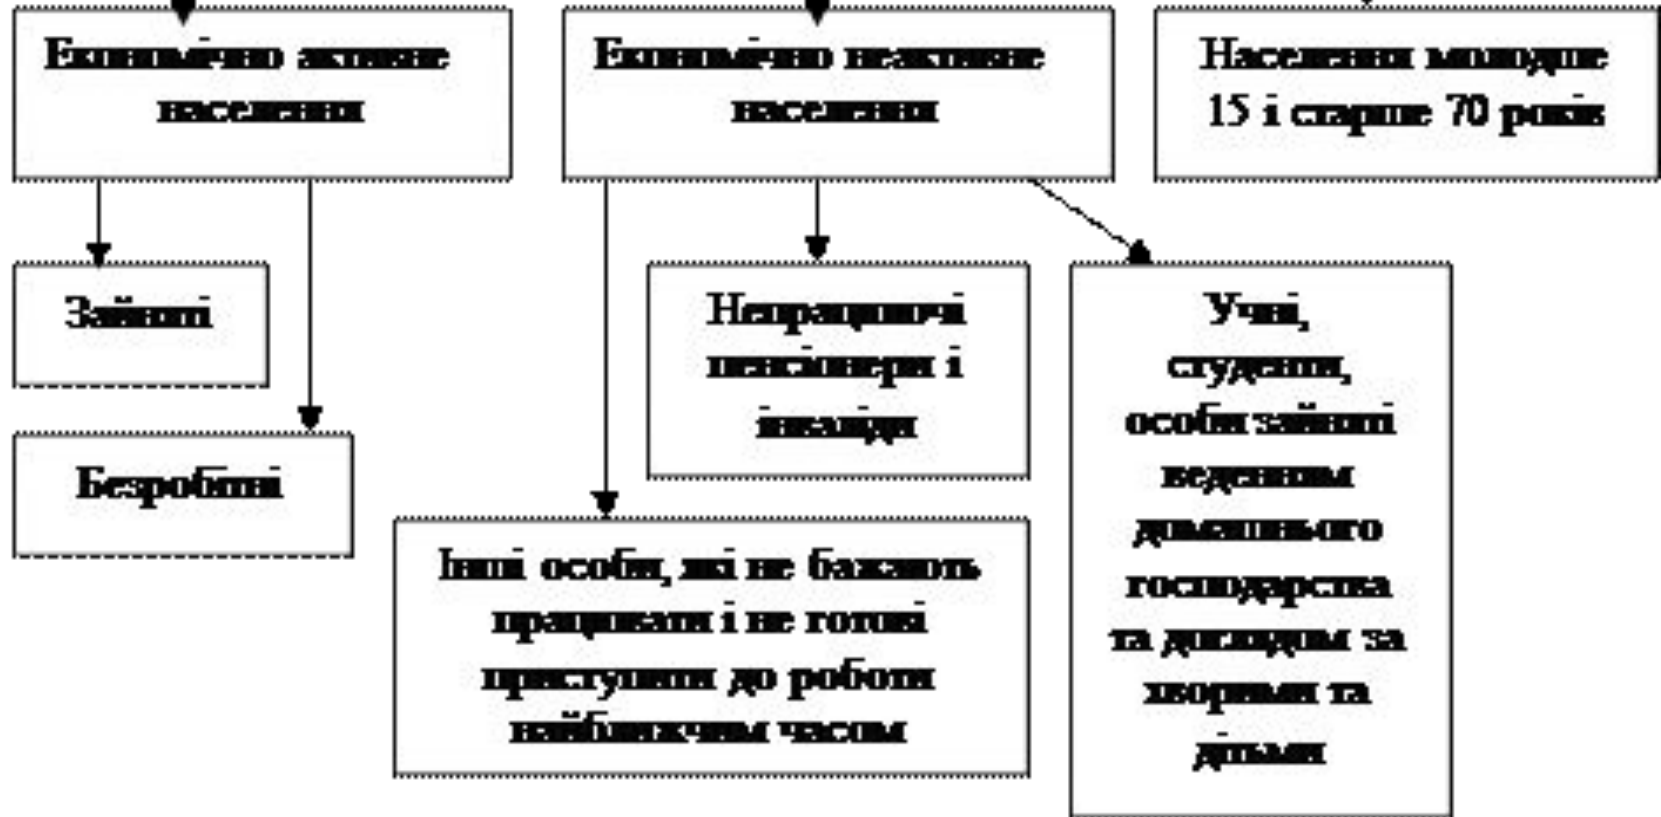 Економічно активне
населення
Економічно неактивне
населення
Населення молодше
15 і старше 70 років
Зайняті
Безробітні
Непрацюючі
пенсіонери і
інваліди
Інші особи, які не бажають
працювати і не готові
приступити до роботи
найближчим часом
Учні,
студенти,
особи зайняті
веденням
домашнього
господарства
та доглядом за
хворими та
дітьми